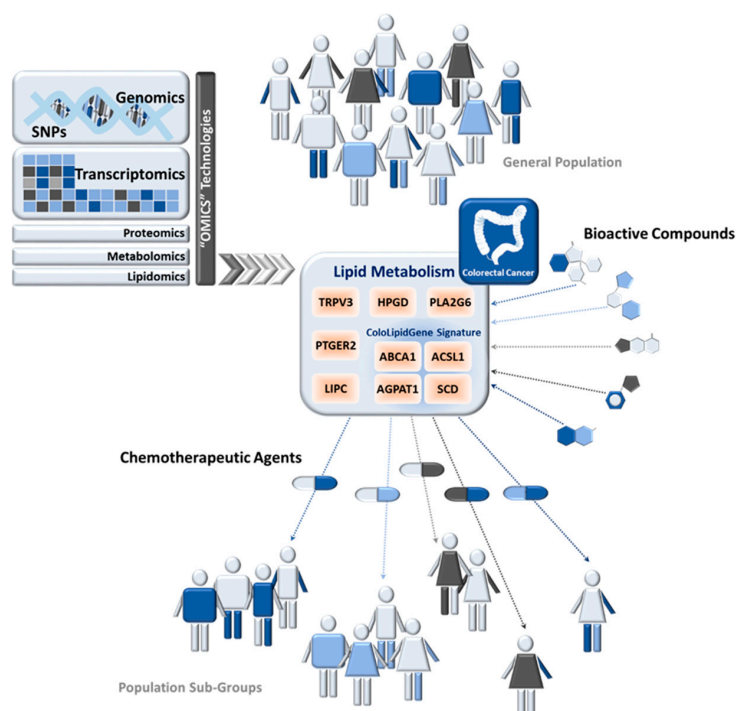 Genomics
SNPs
Transcriptomics
Proteomics
Metabolomics
Lipidomics
"OMICS" Technologies
General Population
Colorectal Cancer
Bioactive Compounds
Lipid Metabolism
TRPV3 HPGD PLA2G6
ColoLipidGene Signature
PTGER2 ABCA1 ACSL1
LIPC AGPAT1 SCD
Chemotherapeutic Agents
Population Sub-Groups